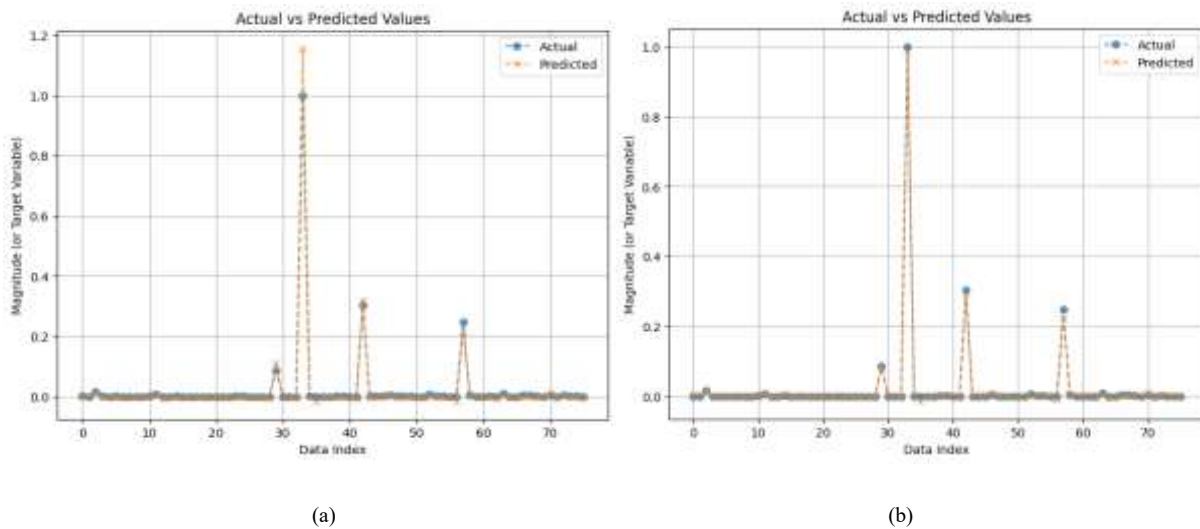 Actual vs Predicted Values
1.2
1.0
0.8
0.6
0.4
0.2
0.0
Magnitude (or Target Variable)
Actual
Predicted
0 10 20 30 40 50 60 70
Data Index
(a)
Actual vs Predicted Values
1.0
0.8
0.6
0.4
0.2
0.0
Magnitude (or Target Variable)
Actual
Predicted
0 10 20 30 40 50 60 70
Data Index
(b)